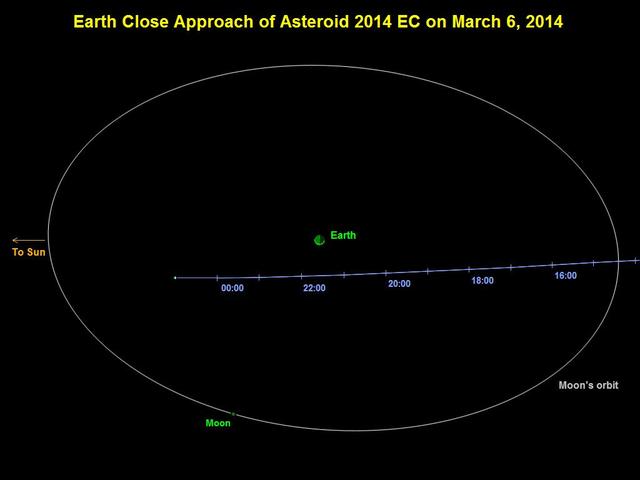 Earth Close Approach of Asteroid 2014 EC on March 6, 2014
Earth
To Sun
00:00 22:00 20:00 18:00 16:00
Moon's orbit
Moon